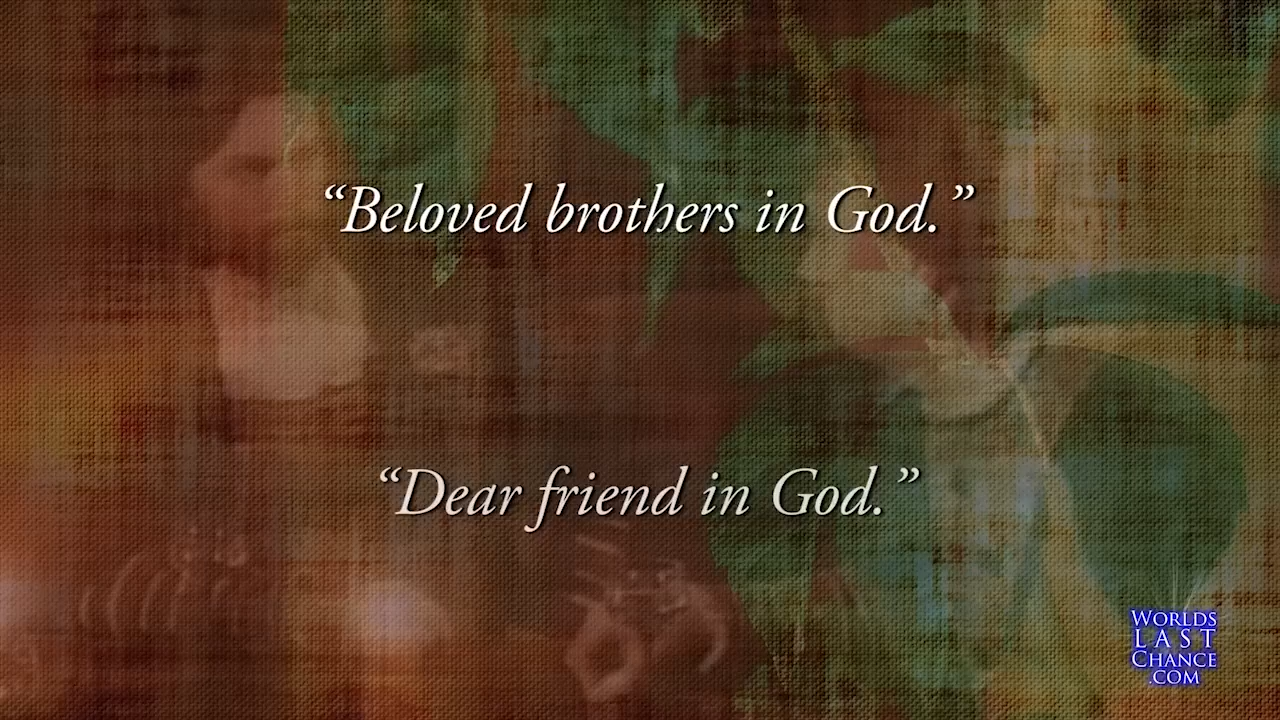 “Beloved brothers in God.”
“Dear friend in God.”
WORLDS
LAST
CHANCE
.COM